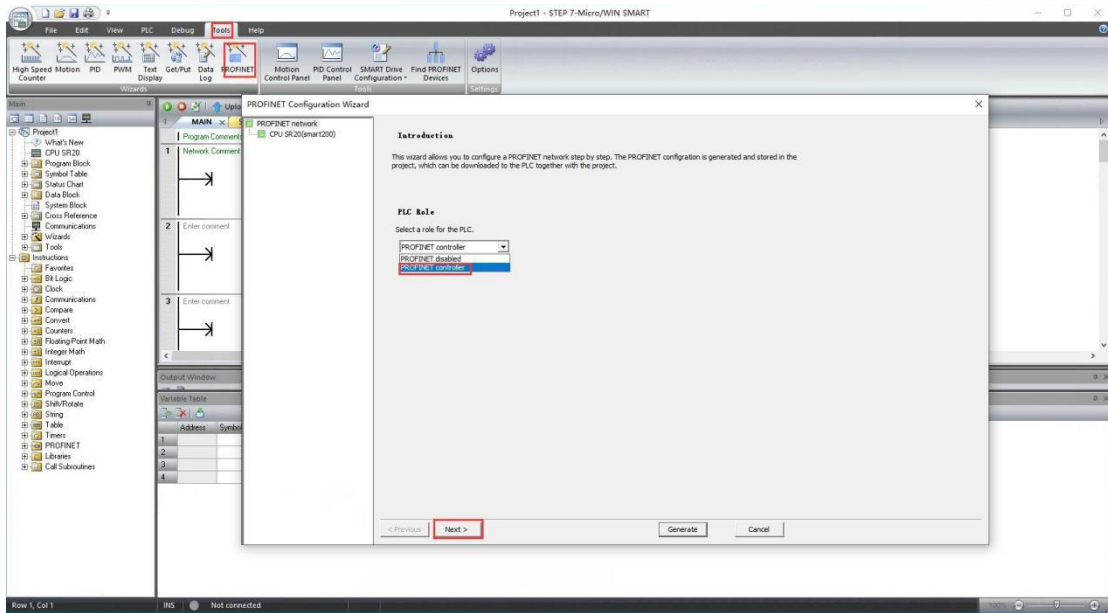 Project1 - STEP 7-Micro/WIN SMART
File Edit View PLC Debug Tools Help
High Speed Counter
Motion
PID
PWM
Text Display
Get/Put
Data Log
PROFINET
Motion Control Panel
PID Control Panel
SMART Drive Configuration
Find PROFINET Devices
Options
Wizards
Tools
Settings
Main
Project1
What's New
CPU SR20
Program Block
Symbol Table
Status Chart
Data Block
System Block
Cross Reference
Communications
Wizards
Tools
Instructions
Favorites
Bit Logic
Clock
Communications
Compare
Convert
Counters
Floating-Point Math
Integer Math
Interrupt
Logical Operations
Move
Program Control
Shift/Rotate
String
Table
Timers
PROFINET
Libraries
Call Subroutines
Uplo
MAIN
Program Comments
1 Network Comment
2 Enter comment
3 Enter comment
Output Window
Variable Table
Address Symbol
1
2
3
4
PROFINET Configuration Wizard
PROFINET network
CPU SR20(smart200)
Introduction
This wizard allows you to configure a PROFINET network step by step. The PROFINET configration is generated and stored in the
project, which can be downloaded to the PLC together with the project.
PLC Role
Select a role for the PLC.
PROFINET controller
PROFINET disabled
PROFINET controller
< Previous Next > Generate Cancel
Row 1, Col 1 INS Not connected 100%